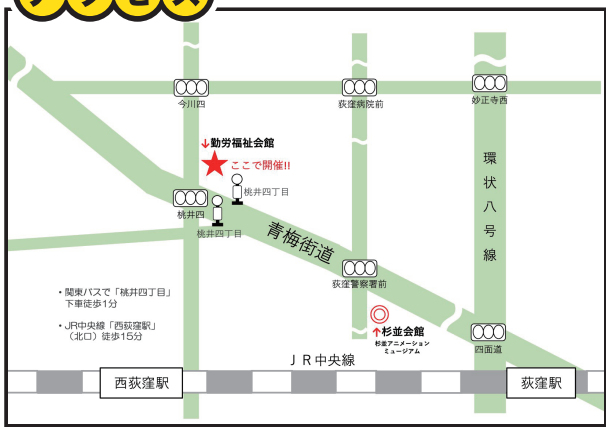 アクセス
今川四
荻窪病院前
妙正寺西
↓勤労福祉会館
ここで開催!!
桃井四丁目
桃井四
桃井四丁目
青梅街道
環状八号線
荻窪警察署前
・関東バスで「桃井四丁目」
下車徒歩1分
・JR中央線「西荻窪駅」
（北口）徒歩15分
↑杉並会館
杉並アニメーション
ミュージアム
四面道
JR中央線
西荻窪駅
荻窪駅